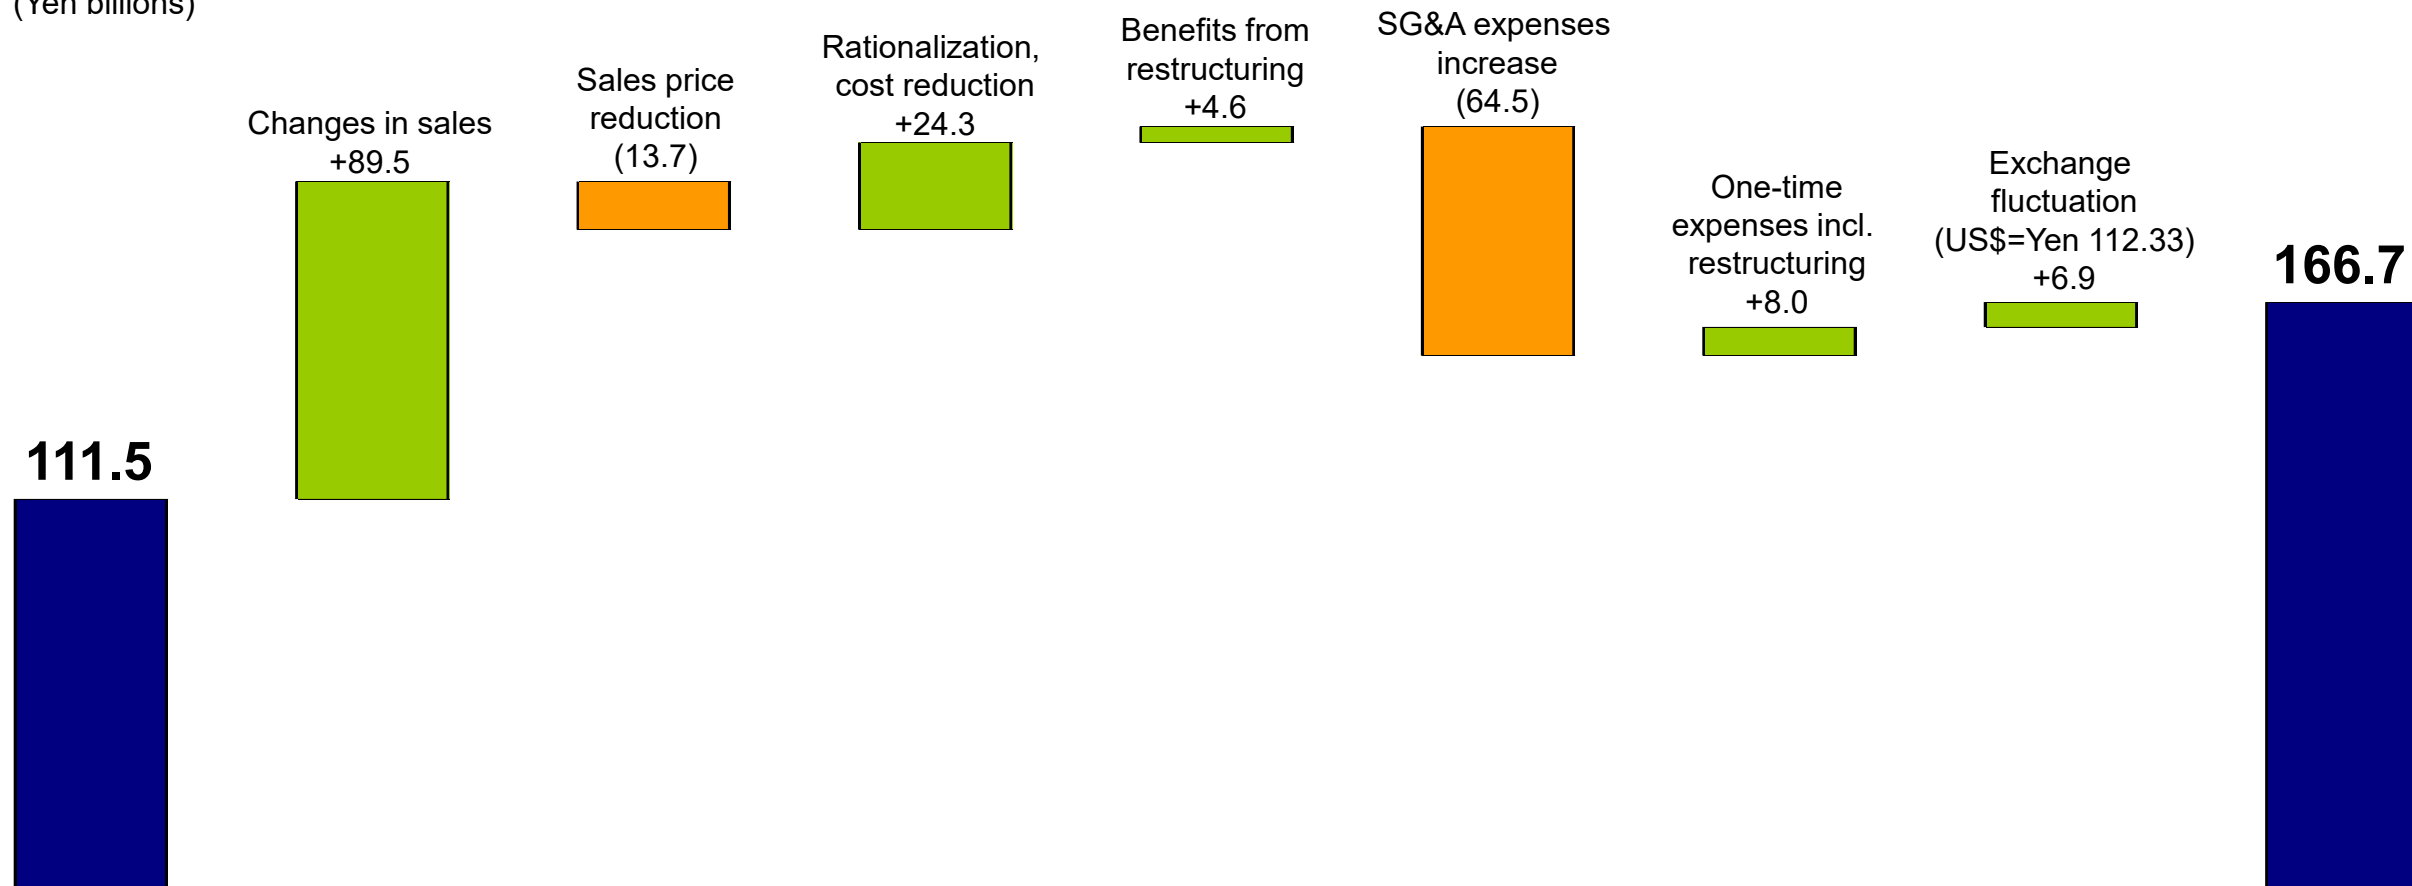 (Yen billions)
111.5
Changes in sales
+89.5
Sales price
reduction
(13.7)
Rationalization,
cost reduction
+24.3
Benefits from
restructuring
+4.6
SG&A expenses
increase
(64.5)
One-time
expenses incl.
restructuring
+8.0
Exchange
fluctuation
(US$=Yen 112.33)
+6.9
166.7